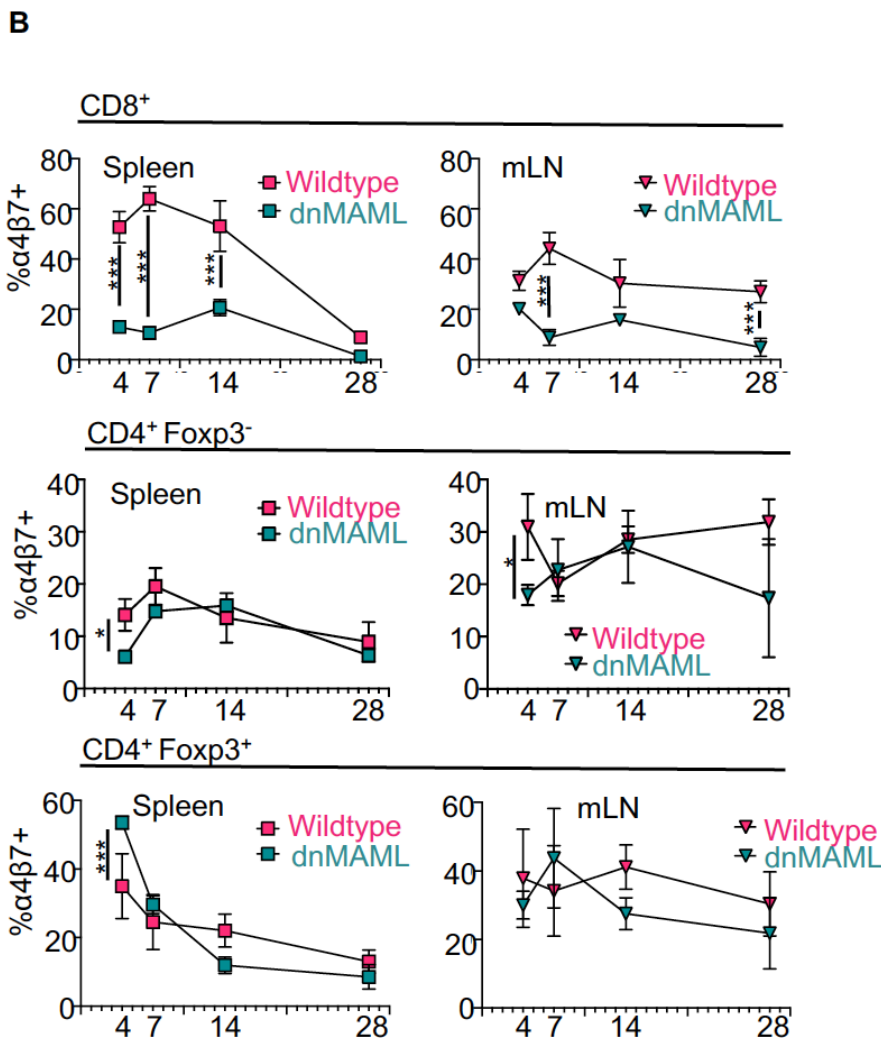 B
CD8⁺
Spleen
Wildtype
dnMAML
%α4β7+
80
60
40
20
0
4 7 14 28
***
***
***
mLN
Wildtype
dnMAML
80
60
40
20
0
4 7 14 28
***
***
CD4⁺ Foxp3⁻
Spleen
Wildtype
dnMAML
%α4β7+
40
30
20
10
0
4 7 14 28
*
mLN
Wildtype
dnMAML
40
30
20
10
0
4 7 14 28
*
CD4⁺ Foxp3⁺
Spleen
Wildtype
dnMAML
%α4β7+
60
40
20
0
4 7 14 28
***
mLN
Wildtype
dnMAML
60
40
20
0
4 7 14 28